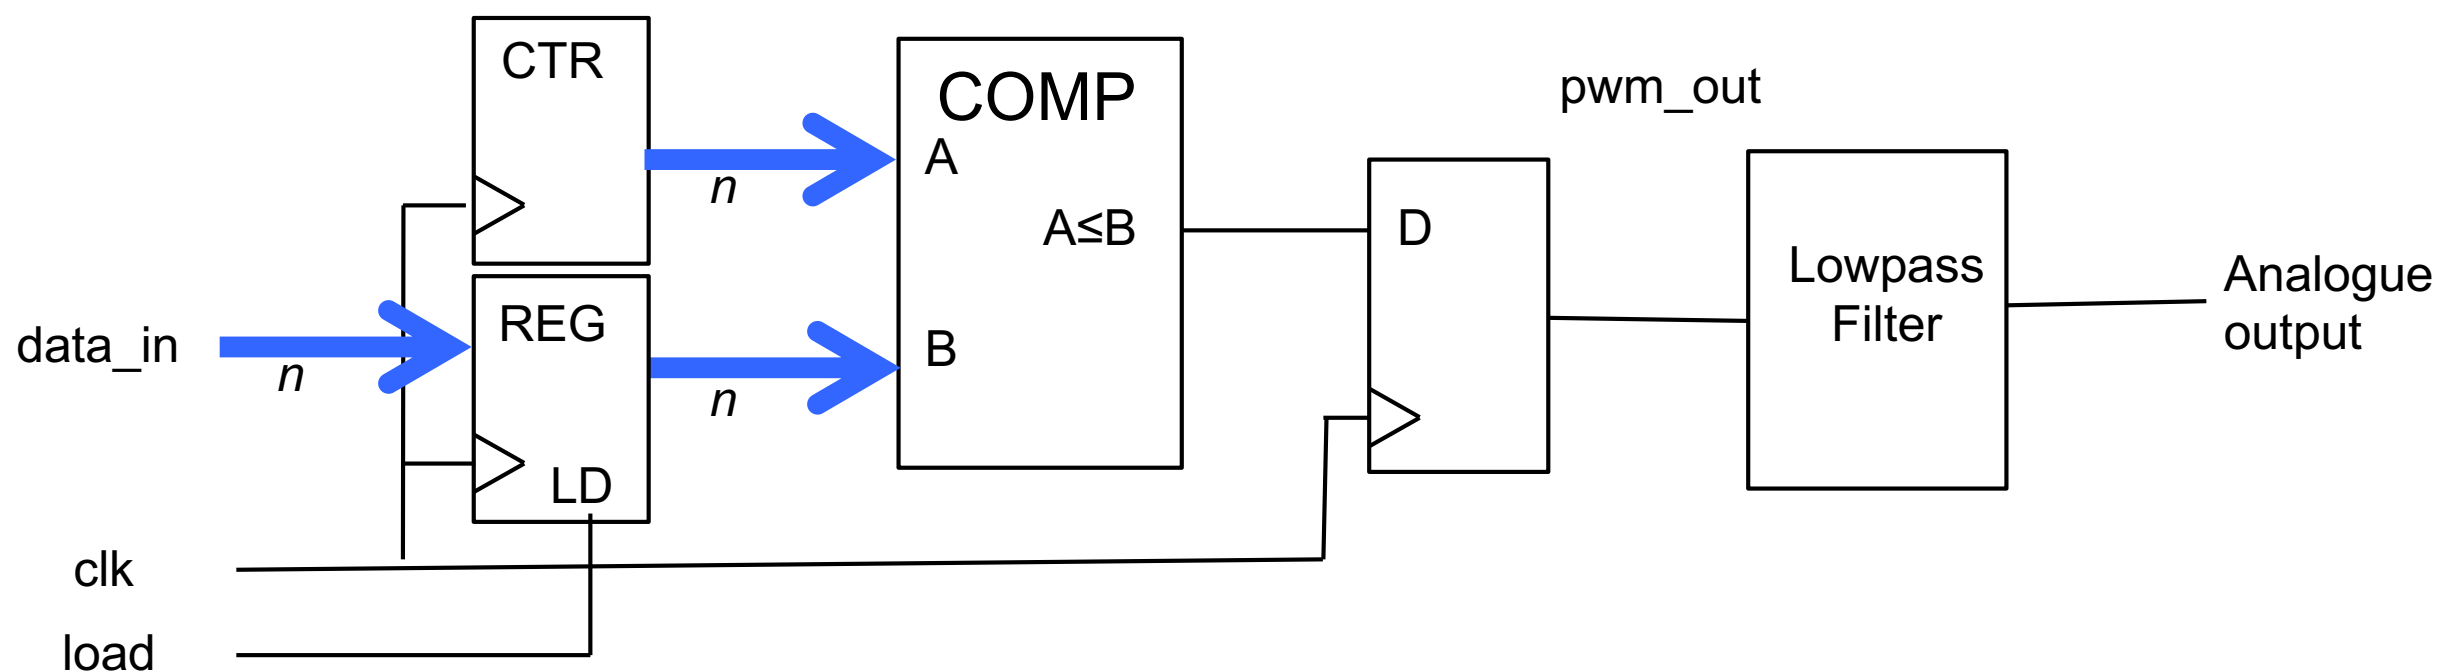 CTR
COMP
pwm_out
A
n
A≤B
D
Lowpass
Filter
Analogue
output
data_in
n
REG
B
n
LD
clk
load